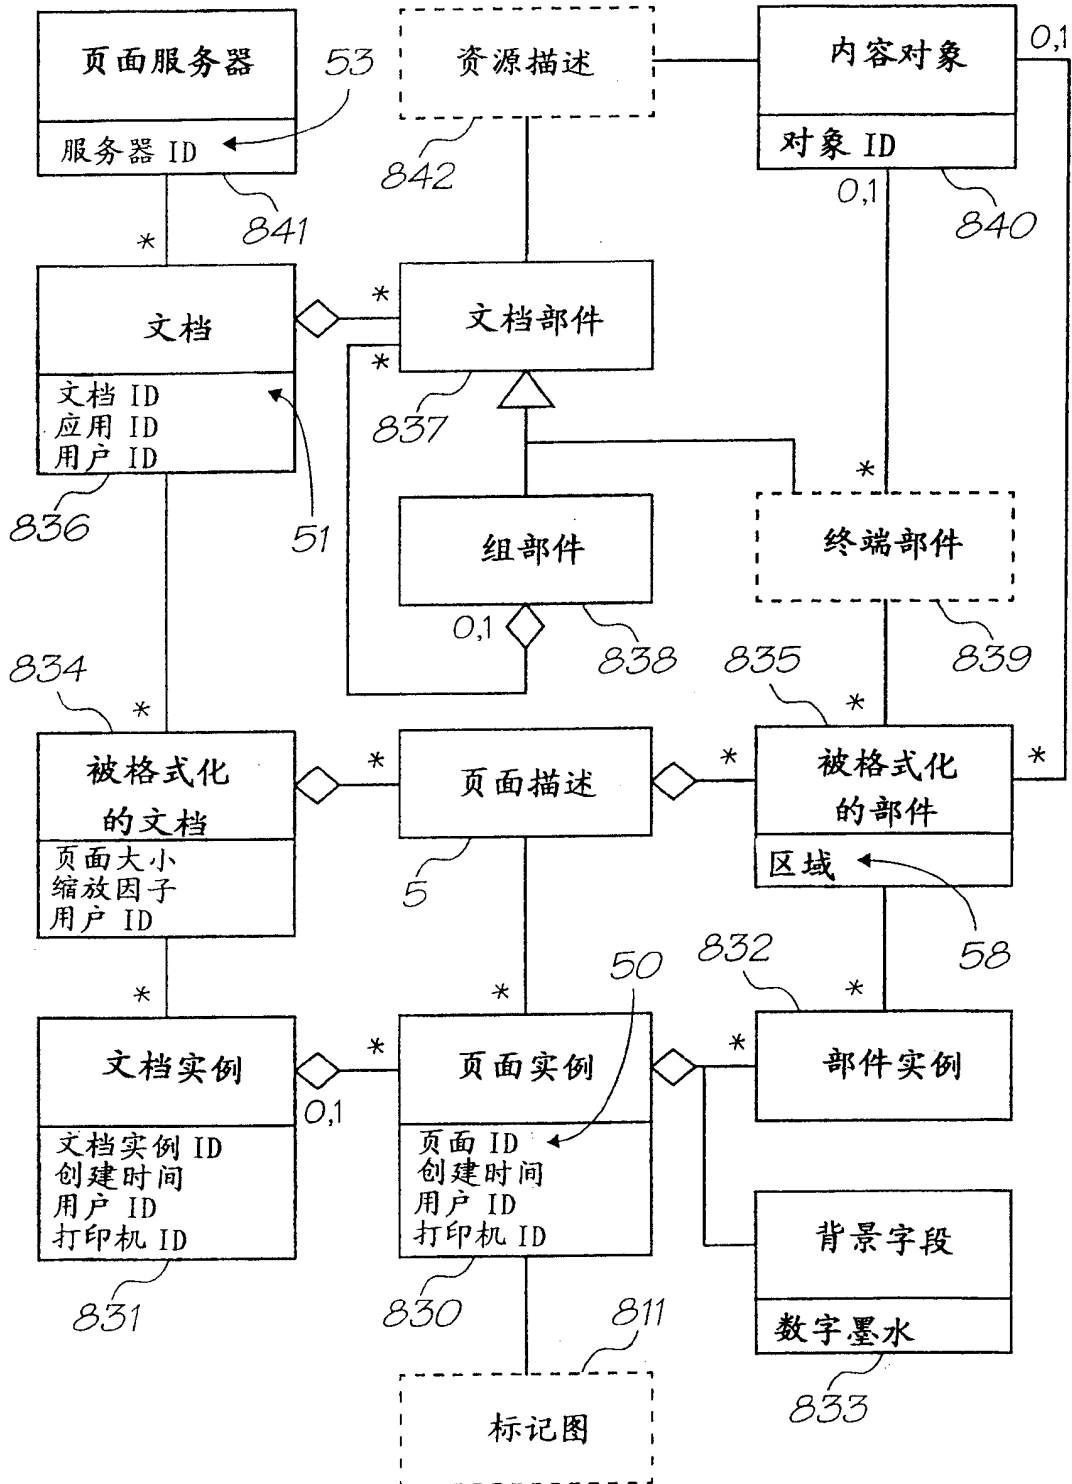 页面服务器
53
资源描述
内容对象
0,1
服务器 ID
842
对象 ID
841
0,1
840
*
文档
*
文档部件
*
文档 ID
应用 ID
用户 ID
837
836
51
*
组部件
终端部件
0,1
838
835
839
834
*
*
被格式化
的文档
*
页面描述
*
被格式化
的部件
*
页面大小
缩放因子
用户 ID
5
区域
58
832
50
*
*
*
文档实例
*
页面实例
*
部件实例
0,1
文档实例 ID
创建时间
用户 ID
打印机 ID
页面 ID
创建时间
用户 ID
打印机 ID
背景字段
831
830
811
数字墨水
833
标记图